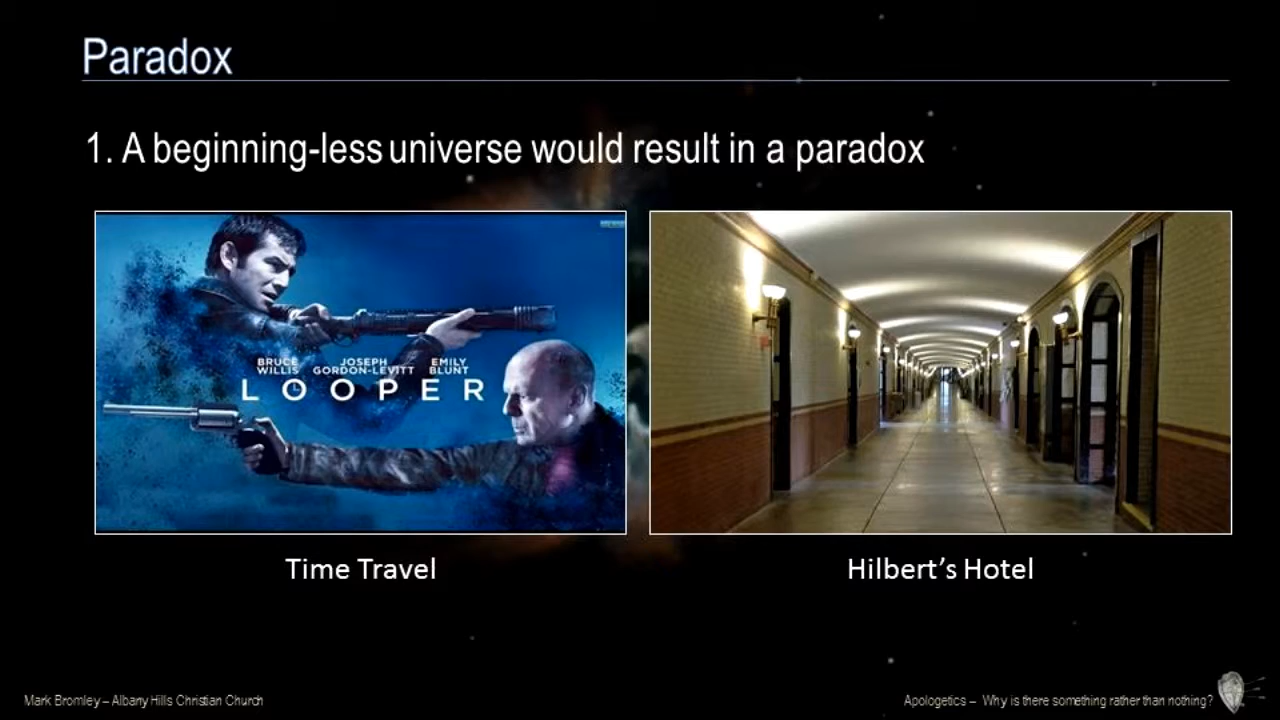 Paradox
1. A beginning-less universe would result in a paradox
BRUCE WILLIS JOSEPH GORDON-LEVITT EMILY BLUNT
LOOPER
Time Travel
Hilbert's Hotel
Mark Bromley – Albany Hills Christian Church
Apologetics – Why is there something rather than nothing?